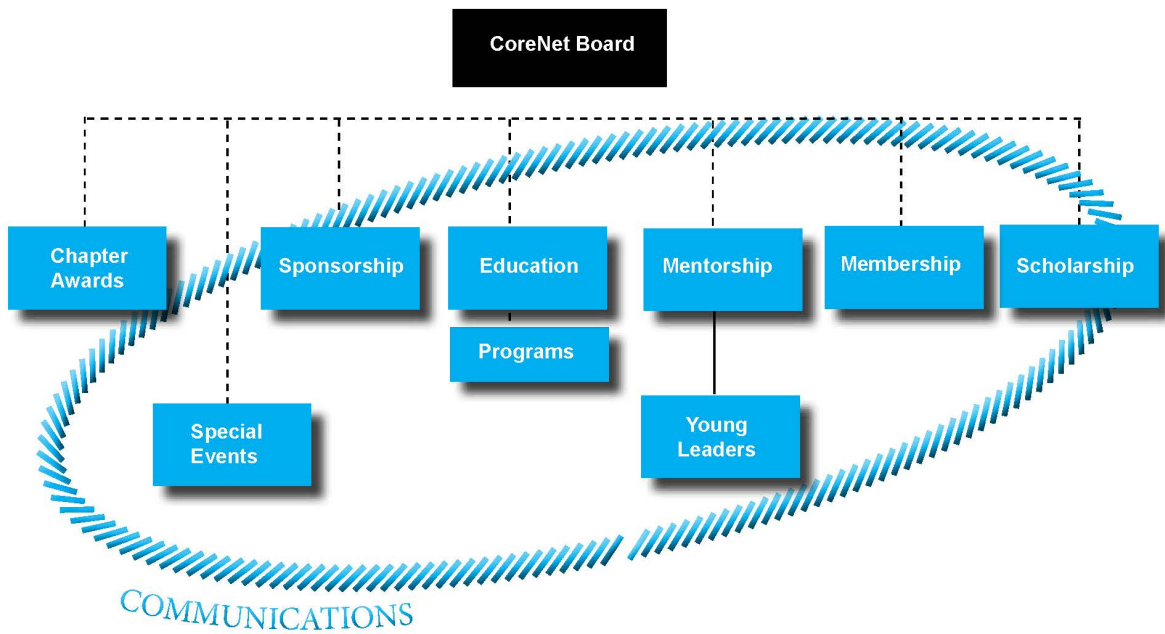 CoreNet Board
Chapter
Awards
Sponsorship
Education
Mentorship
Membership
Scholarship
Programs
Special
Events
Young
Leaders
COMMUNICATIONS